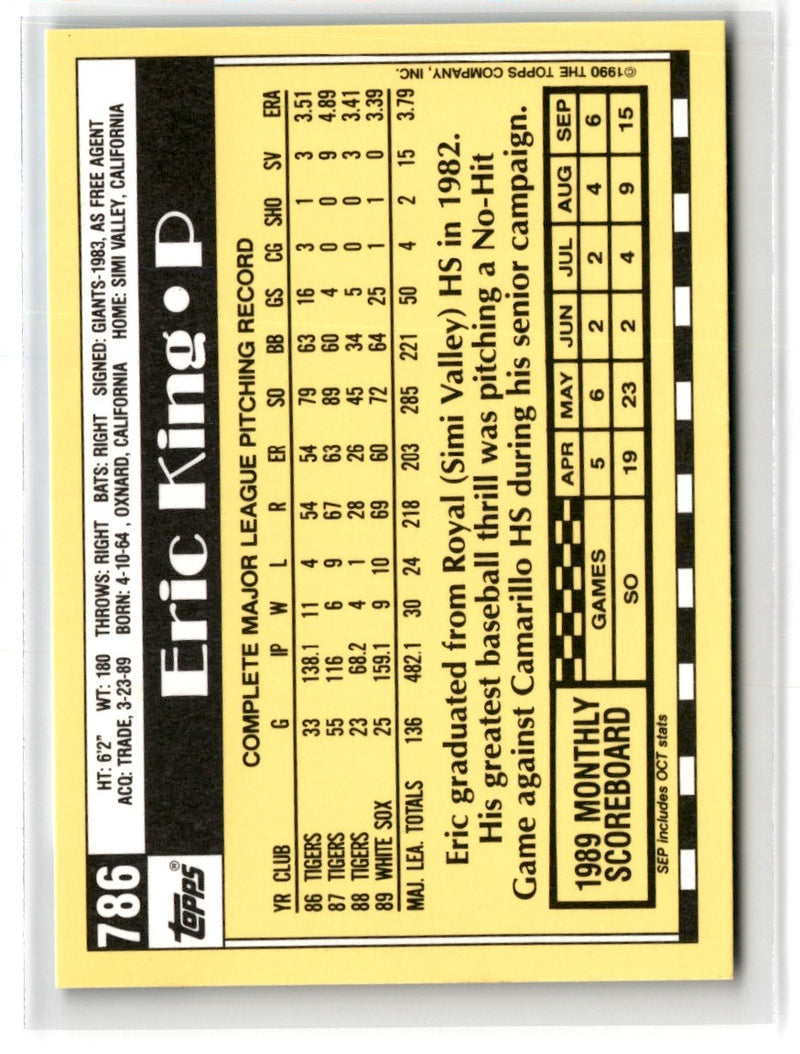 786
HT: 6'2" WT: 180 THROWS: RIGHT BATS: RIGHT SIGNED: GIANTS-1983, AS FREE AGENT
ACQ: TRADE, 3-23-89 BORN: 4-10-64, OXNARD, CALIFORNIA HOME: SIMI VALLEY, CALIFORNIA
TOPPS®
Eric King • P
COMPLETE MAJOR LEAGUE PITCHING RECORD
YR CLUB G IP W L R ER SO BB GS CG SHO SV ERA
86 TIGERS 33 138.1 11 4 54 54 79 63 16 3 1 3 3.51
87 TIGERS 55 116 6 9 67 63 89 60 4 0 0 9 4.89
88 TIGERS 23 68.2 4 1 28 26 45 34 5 0 0 3 3.41
89 WHITE SOX 25 159.1 9 10 69 60 72 64 25 1 1 0 3.39
MAJ. LEA. TOTALS 136 482.1 30 24 218 203 285 221 50 4 2 15 3.79
Eric graduated from Royal (Simi Valley) HS in 1982.
His greatest baseball thrill was pitching a No-Hit
Game against Camarillo HS during his senior campaign.
1989 MONTHLY
SCOREBOARD
APR MAY JUN JUL AUG SEP
GAMES 5 6 2 2 4 6
SO 19 23 2 4 9 15
SEP includes OCT stats
©1990 THE TOPPS COMPANY, INC.